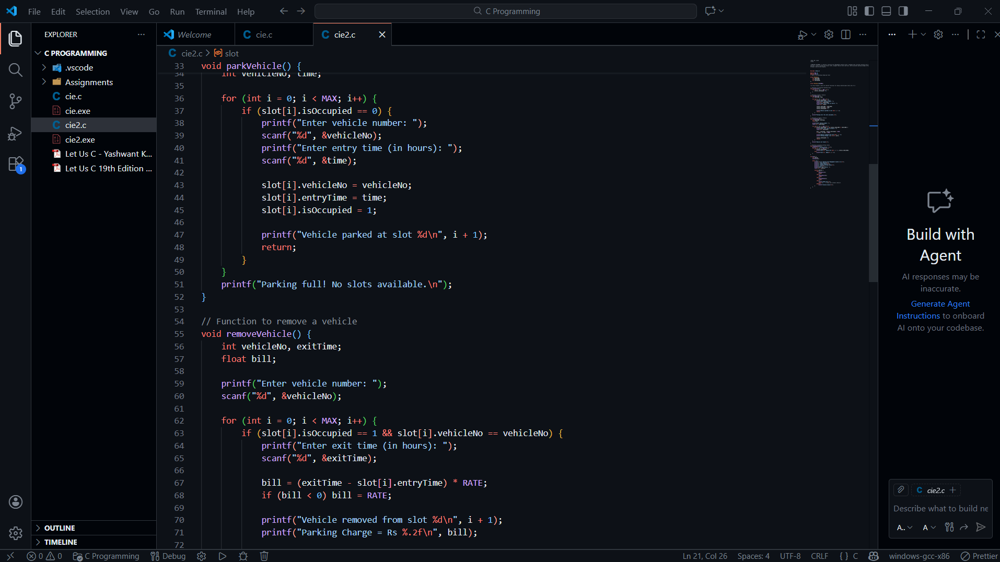 File Edit Selection View Go Run Terminal Help
C Programming
EXPLORER
C PROGRAMMING
.vscode
Assignments
cie.c
cie.exe
cie2.c
cie2.exe
Let Us C - Yashwant K...
Let Us C 19th Edition ...
OUTLINE
TIMELINE
Welcome
cie.c
cie2.c
cie2.c > slot
33 void parkVehicle() {
34 int vehicleNo, time;
35
36 for (int i = 0; i < MAX; i++) {
37 if (slot[i].isOccupied == 0) {
38 printf("Enter vehicle number: ");
39 scanf("%d", &vehicleNo);
40 printf("Enter entry time (in hours): ");
41 scanf("%d", &time);
42
43 slot[i].vehicleNo = vehicleNo;
44 slot[i].entryTime = time;
45 slot[i].isOccupied = 1;
46
47 printf("Vehicle parked at slot %d\n", i + 1);
48 return;
49 }
50 }
51 printf("Parking full! No slots available.\n");
52 }
53
54 // Function to remove a vehicle
55 void removeVehicle() {
56 int vehicleNo, exitTime;
57 float bill;
58
59 printf("Enter vehicle number: ");
60 scanf("%d", &vehicleNo);
61
62 for (int i = 0; i < MAX; i++) {
63 if (slot[i].isOccupied == 1 && slot[i].vehicleNo == vehicleNo) {
64 printf("Enter exit time (in hours): ");
65 scanf("%d", &exitTime);
66
67 bill = (exitTime - slot[i].entryTime) * RATE;
68 if (bill < 0) bill = RATE;
69
70 printf("Vehicle removed from slot %d\n", i + 1);
71 printf("Parking Charge = Rs %.2f\n", bill);
72
Build with
Agent
AI responses may be
inaccurate.
Generate Agent
Instructions to onboard
AI onto your codebase.
cie2.c
Describe what to build ne
A.. A
1
0 0 C Programming Debug
Ln 21, Col 26 Spaces: 4 UTF-8 CRLF { } C windows-gcc-x86 Prettier